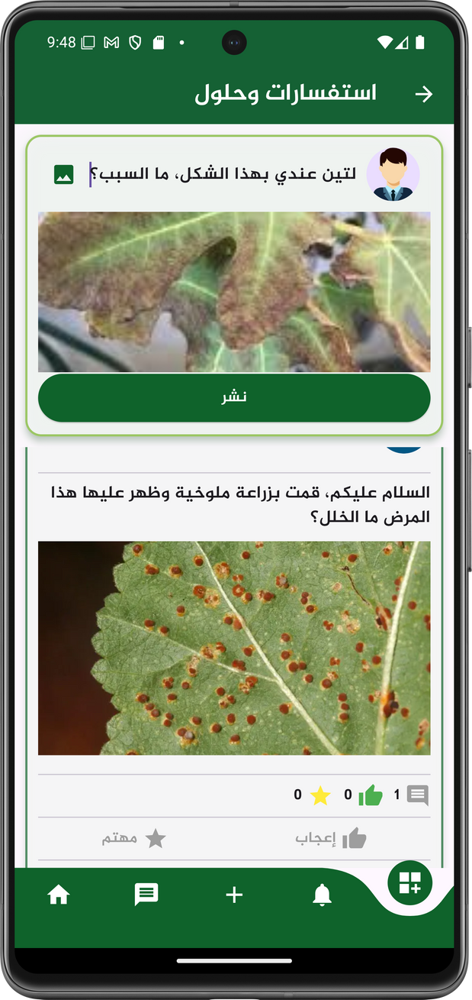 9:48
استفسارات وحلول
لتين عندي بهذا الشكل، ما السبب؟
نشر
السلام عليكم، قمت بزراعة ملوخية وظهر عليها هذا
المرض ما الخلل؟
1 0 0
إعجاب مهتم